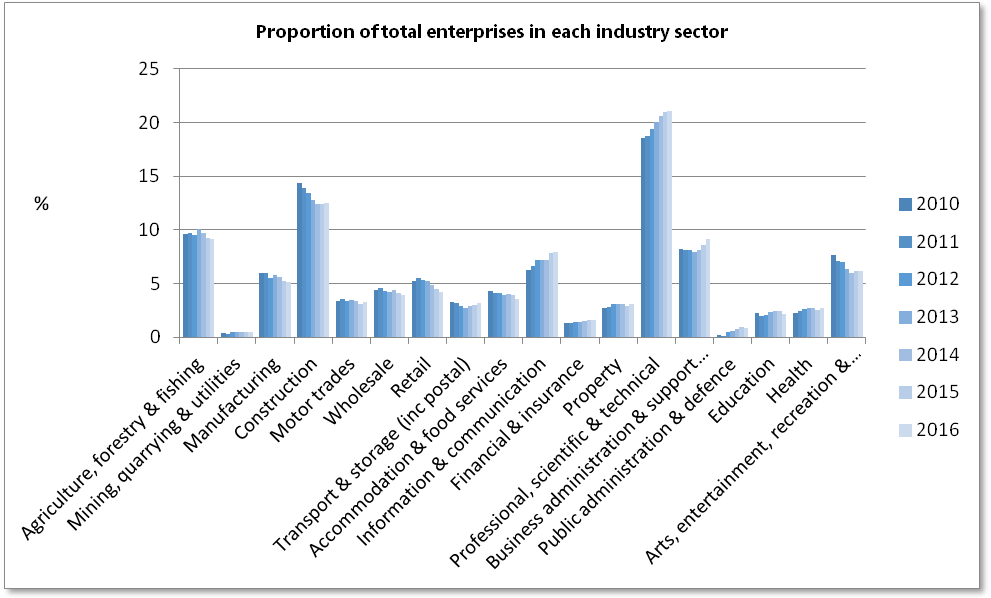 Proportion of total enterprises in each industry sector
25
20
15
10
5
0
%
Agriculture, forestry & fishing
Mining, quarrying & utilities
Manufacturing
Construction
Motor trades
Wholesale
Retail
Transport & storage (inc postal)
Accommodation & food services
Information & communication
Financial & insurance
Property
Professional, scientific & technical
Business administration & support...
Public administration & defence
Education
Health
Arts, entertainment, recreation &...
2010
2011
2012
2013
2014
2015
2016